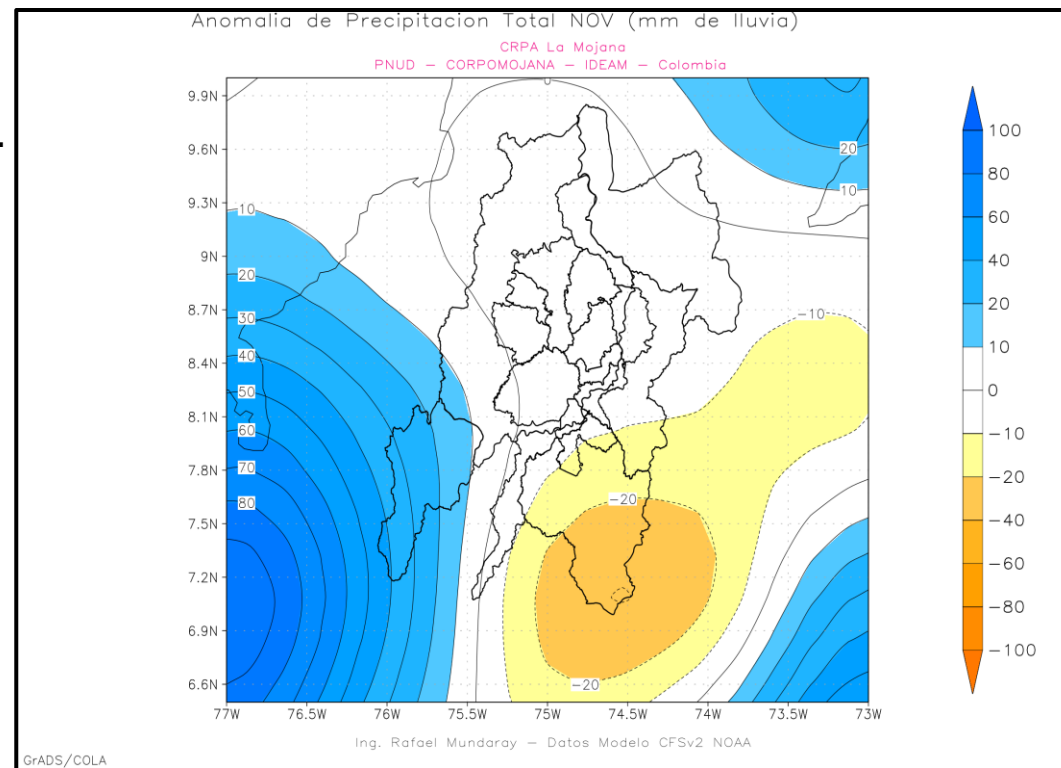 Anomalia de Precipitacion Total NOV (mm de lluvia)
CRPA La Mojana
PNUD – CORPOMOJANA – IDEAM – Colombia
9.9N
9.6N
9.3N
9N
8.7N
8.4N
8.1N
7.8N
7.5N
7.2N
6.9N
6.6N
77W 76.5W 76W 75.5W 75W 74.5W 74W 73.5W 73W
0
20
10
10
20
30
40
50
60
70
80
-10
-20
-20
100
80
60
40
20
10
0
-10
-20
-40
-60
-80
-100
Ing. Rafael Mundaray – Datos Modelo CFSv2 NOAA
GrADS/COLA